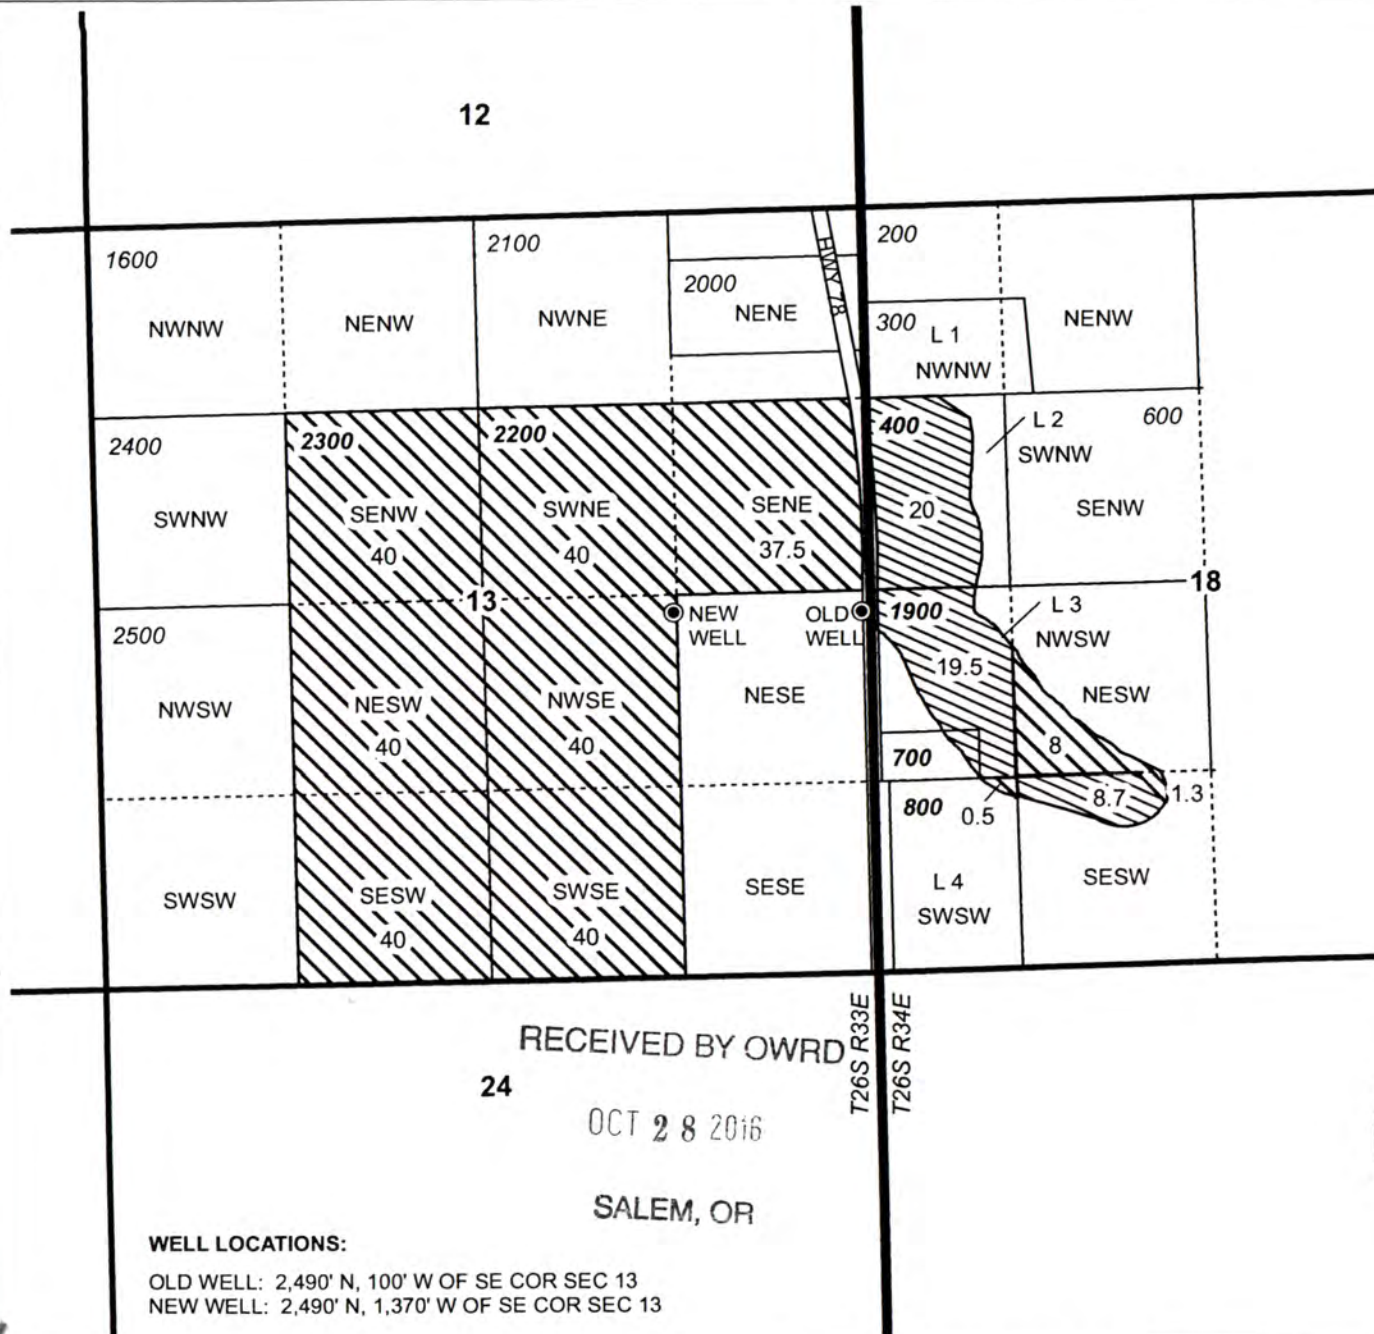 12
1600
2100
2000
HWY 78
200
NWNW
NENW
NWNE
NENE
300
L 1
NWNW
NENW
2400
2300
2200
400
L 2
SWNW
600
SWNW
SENW
40
SWNE
40
SENE
37.5
20
SENW
13
18
2500
NEW
WELL
OLD
WELL
1900
L 3
NWSW
NWSW
NESW
40
NWSE
40
NESE
19.5
NESW
8
700
800
0.5
8.7
1.3
SWSW
SESW
40
SWSE
40
SESE
L 4
SWSW
SESW
T26S R33E
T26S R34E
RECEIVED BY OWRD
24
OCT 28 2016
SALEM, OR
WELL LOCATIONS:
OLD WELL: 2,490' N, 100' W OF SE COR SEC 13
NEW WELL: 2,490' N, 1,370' W OF SE COR SEC 13